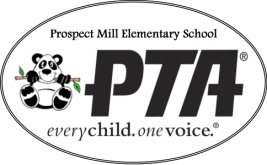 Prospect Mill Elementary School
PTA®
everychild.onevoice.®